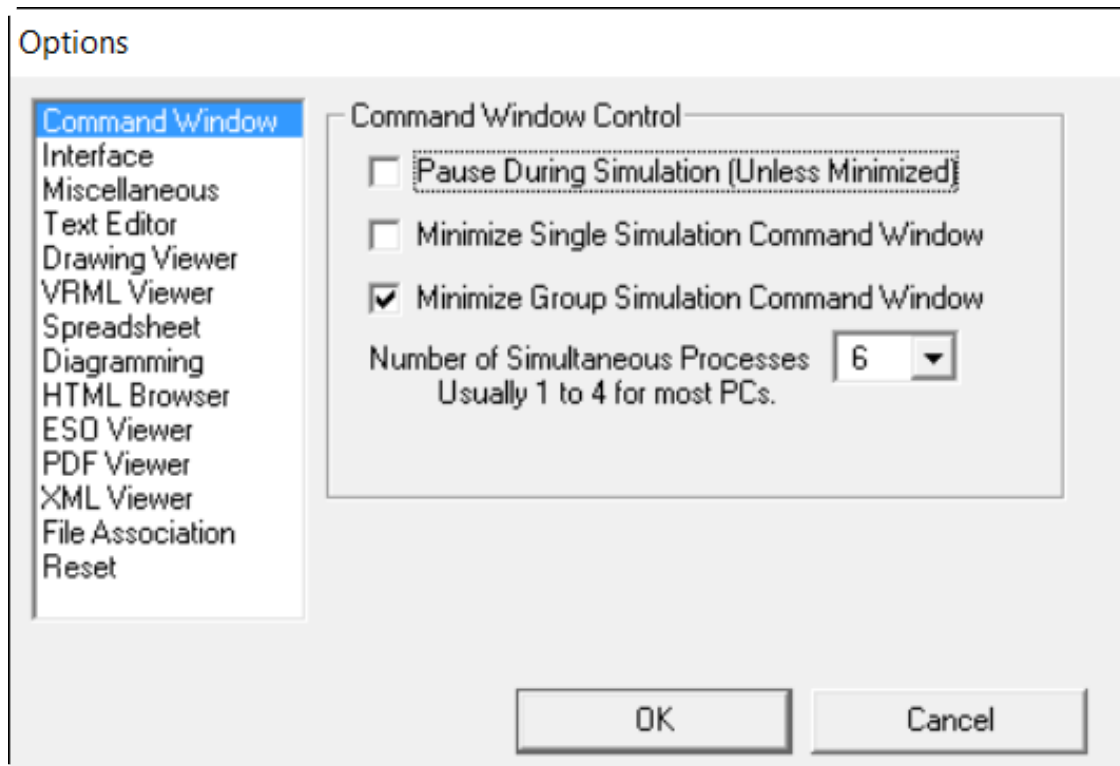 Options
Command Window
Interface
Miscellaneous
Text Editor
Drawing Viewer
VRML Viewer
Spreadsheet
Diagramming
HTML Browser
ESO Viewer
PDF Viewer
XML Viewer
File Association
Reset
Command Window Control
Pause During Simulation (Unless Minimized)
Minimize Single Simulation Command Window
Minimize Group Simulation Command Window
Number of Simultaneous Processes 6
Usually 1 to 4 for most PCs.
OK Cancel